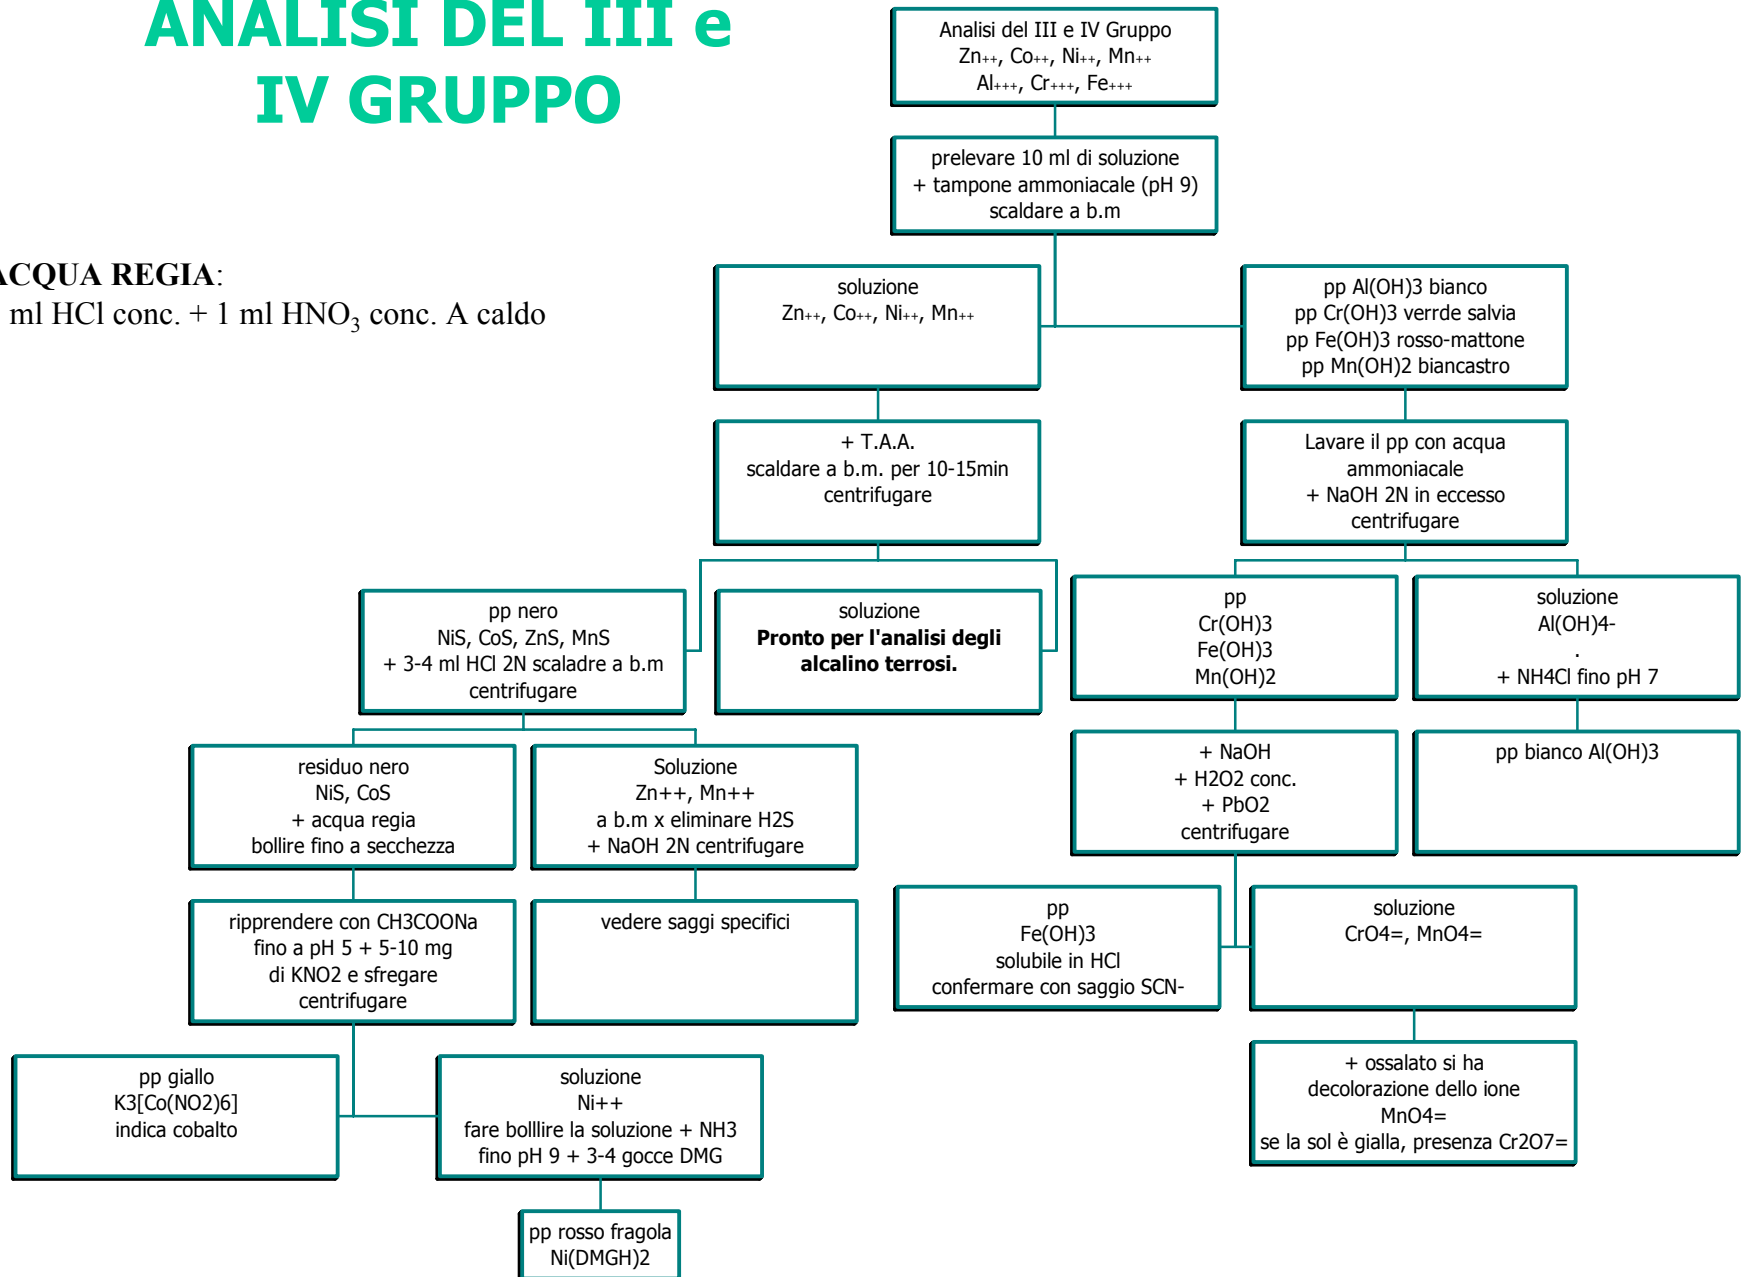 ANALISI DEL III e
IV GRUPPO
ACQUA REGIA:
ml HCl conc. + 1 ml HNO3 conc. A caldo
Analisi del III e IV Gruppo
Zn++, Co++, Ni++, Mn++
Al+++, Cr+++, Fe+++
prelevare 10 ml di soluzione
+ tampone ammoniacale (pH 9)
scaldare a b.m
soluzione
Zn++, Co++, Ni++, Mn++
pp Al(OH)3 bianco
pp Cr(OH)3 verrde salvia
pp Fe(OH)3 rosso-mattone
pp Mn(OH)2 biancastro
+ T.A.A.
scaldare a b.m. per 10-15min
centrifugare
Lavare il pp con acqua
ammoniacale
+ NaOH 2N in eccesso
centrifugare
pp nero
NiS, CoS, ZnS, MnS
+ 3-4 ml HCl 2N scaladre a b.m
centrifugare
soluzione
Pronto per l'analisi degli
alcalino terrosi.
pp
Cr(OH)3
Fe(OH)3
Mn(OH)2
soluzione
Al(OH)4-
.
+ NH4Cl fino pH 7
residuo nero
NiS, CoS
+ acqua regia
bollire fino a secchezza
Soluzione
Zn++, Mn++
a b.m x eliminare H2S
+ NaOH 2N centrifugare
+ NaOH
+ H2O2 conc.
+ PbO2
centrifugare
pp bianco Al(OH)3
ripprendere con CH3COONa
fino a pH 5 + 5-10 mg
di KNO2 e sfregare
centrifugare
vedere saggi specifici
pp
Fe(OH)3
solubile in HCl
confermare con saggio SCN-
soluzione
CrO4=, MnO4=
pp giallo
K3[Co(NO2)6]
indica cobalto
soluzione
Ni++
fare bolllire la soluzione + NH3
fino pH 9 + 3-4 gocce DMG
+ ossalato si ha
decolorazione dello ione
MnO4=
se la sol è gialla, presenza Cr2O7=
pp rosso fragola
Ni(DMGH)2